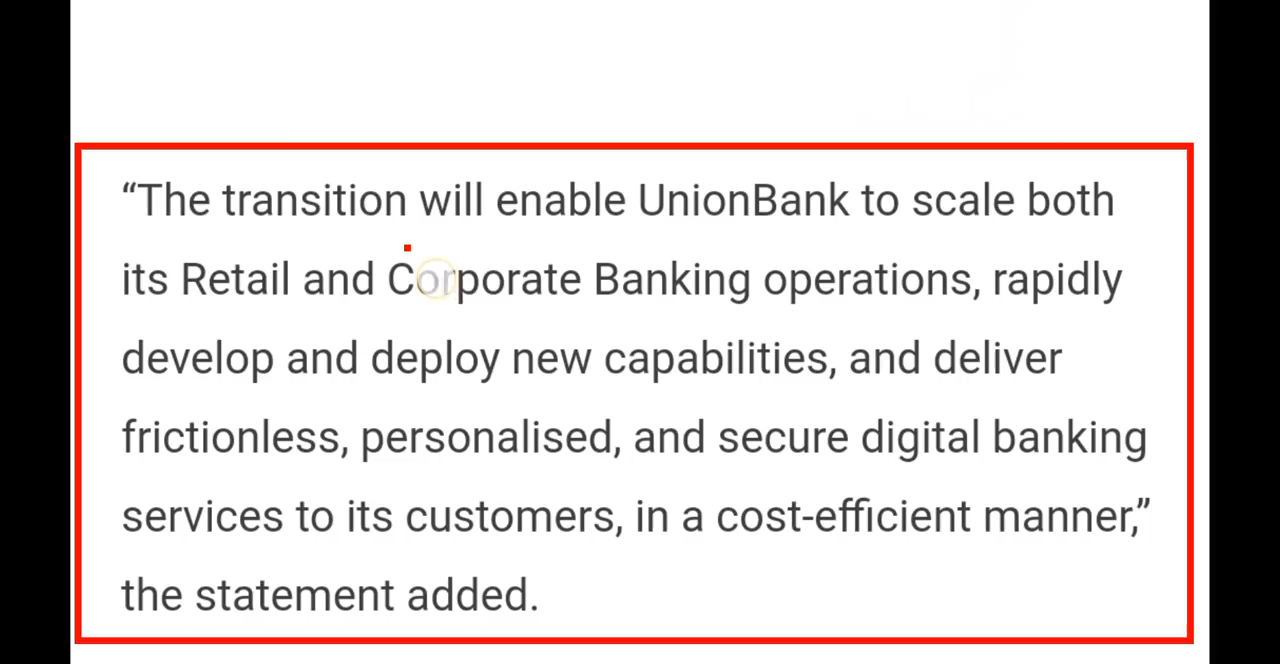 “The transition will enable UnionBank to scale both
its Retail and Corporate Banking operations, rapidly
develop and deploy new capabilities, and deliver
frictionless, personalised, and secure digital banking
services to its customers, in a cost-efficient manner,”
the statement added.